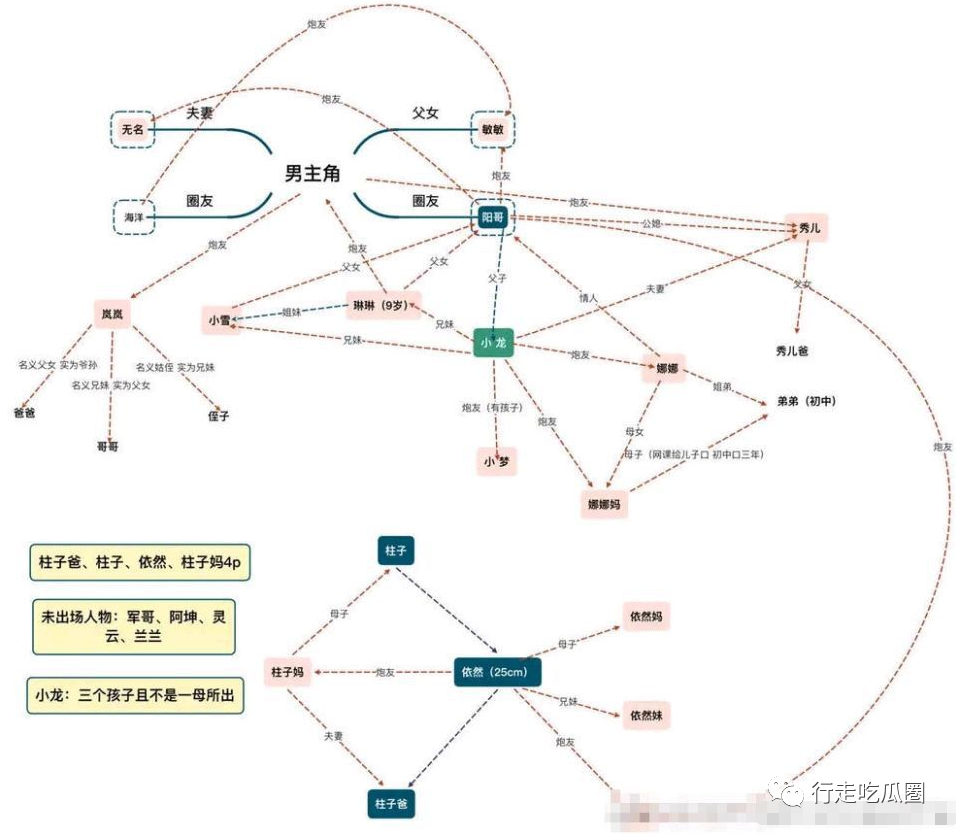 炮友
炮友
夫妻
父女
无名
敏敏
男主角
炮友
圈友
圈友
炮友
海洋
阳哥
公媳
秀儿
炮友
炮友
父女
父女
父子
夫妻
父女
情人
岚岚
小雪
姐妹
琳琳（9岁）
兄妹
兄妹
小龙
炮友
秀儿爸
名义父女 实为爷孙
名义姑侄 实为兄妹
名义兄妹 实为父女
娜娜
姐弟
爸爸
侄子
哥哥
炮友（有孩子）
炮友
弟弟（初中）
母女
母子（网课给儿子口 初中口三年）
炮友
小梦
娜娜妈
柱子爸、柱子、依然、柱子妈4p
柱子
未出场人物：军哥、阿坤、灵
云、兰兰
母子
母子
依然妈
柱子妈
炮友
依然（25cm）
小龙：三个孩子且不是一母所出
兄妹
依然妹
夫妻
炮友
柱子爸
行走吃瓜圈